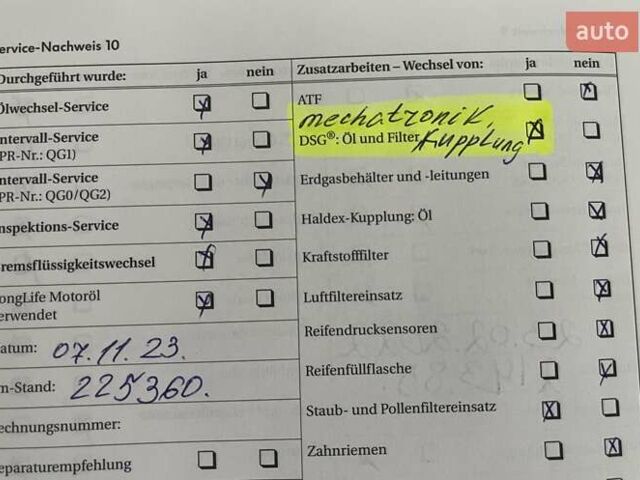 auto
ervice-Nachweis 10
Durchgeführt wurde: ja nein
Ölwechsel-Service
ntervall-Service
PR-Nr.: QG1)
ntervall-Service
PR-Nr.: QG0/QG2)
nspektions-Service
remsflüssigkeitswechsel
ongLife Motoröl
erwendet
atum: 07.11.23.
m-Stand: 225360.
echnungsnummer:
eparaturempfehlung
Zusatzarbeiten – Wechsel von: ja nein
ATF
mechatronik,
DSG®: Öl und Filter Kupplung
Erdgasbehälter und -leitungen
Haldex-Kupplung: Öl
Kraftstofffilter
Luftfiltereinsatz
Reifendrucksensoren
Reifenfüllflasche
Staub- und Pollenfiltereinsatz
Zahnriemen